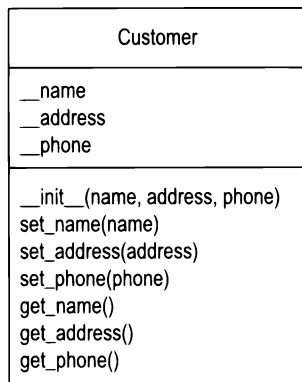 Customer
__name
__address
__phone
__init__(name, address, phone)
set_name(name)
set_address(address)
set_phone(phone)
get_name()
get_address()
get_phone()